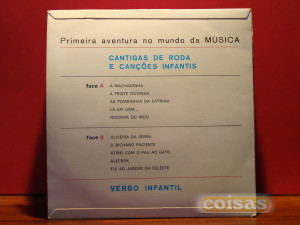 Primeira aventura no mundo da MÚSICA
CANTIGAS DE RODA
E CANÇÕES INFANTIS
face A
A MACHADINHA
A TRISTE VIUVINHA
AS POMBINHAS DA CATRINA
LÁ VAI UMA...
RODINHA DO MEIO
face B
OLIVEIRA DA SERRA
O BICHANO PACIENTE
ATIREI COM O PAU AO GATO
ALECRIM
FUI AO JARDIM DA CELESTE
VERBO INFANTIL
coisas